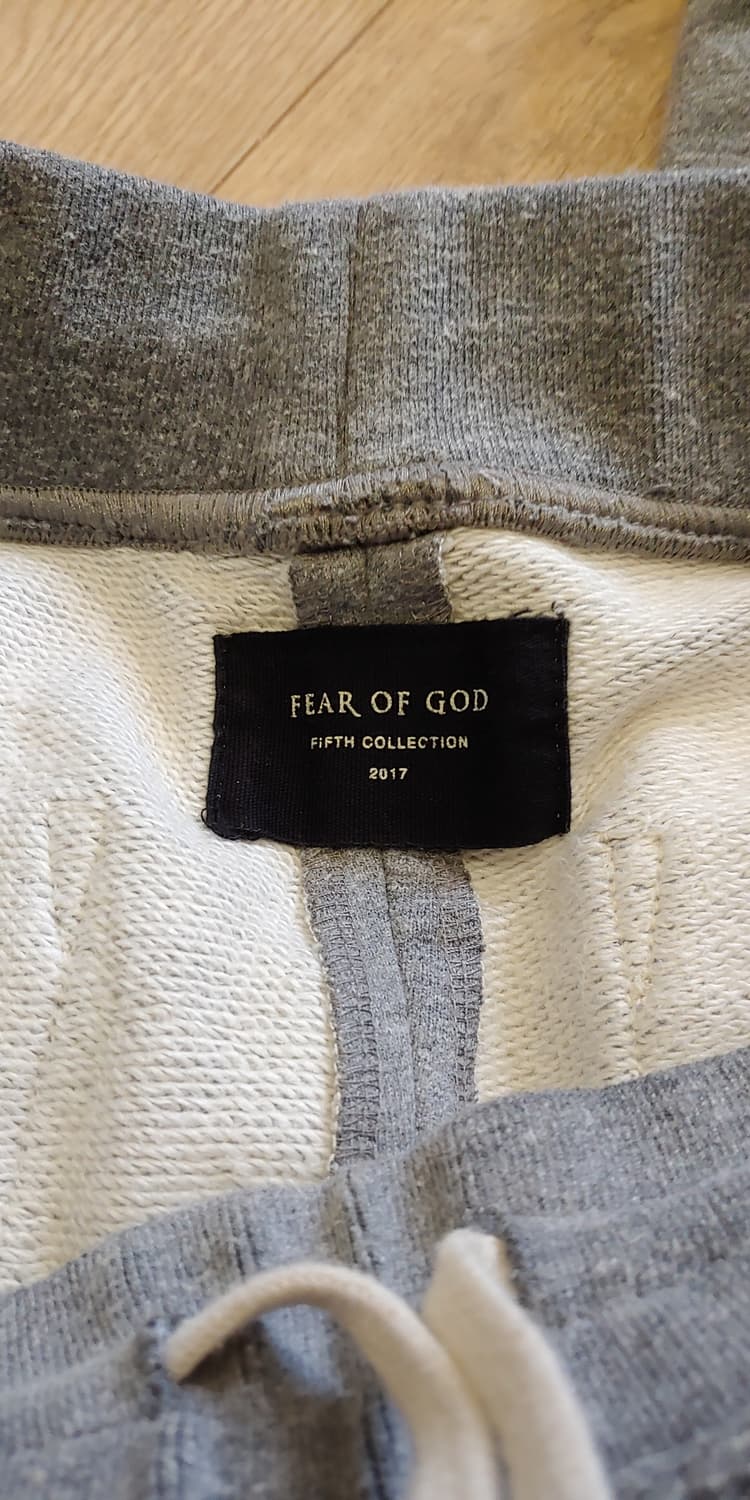 FEAR OF GOD
FiFTH COLLECTION
2017